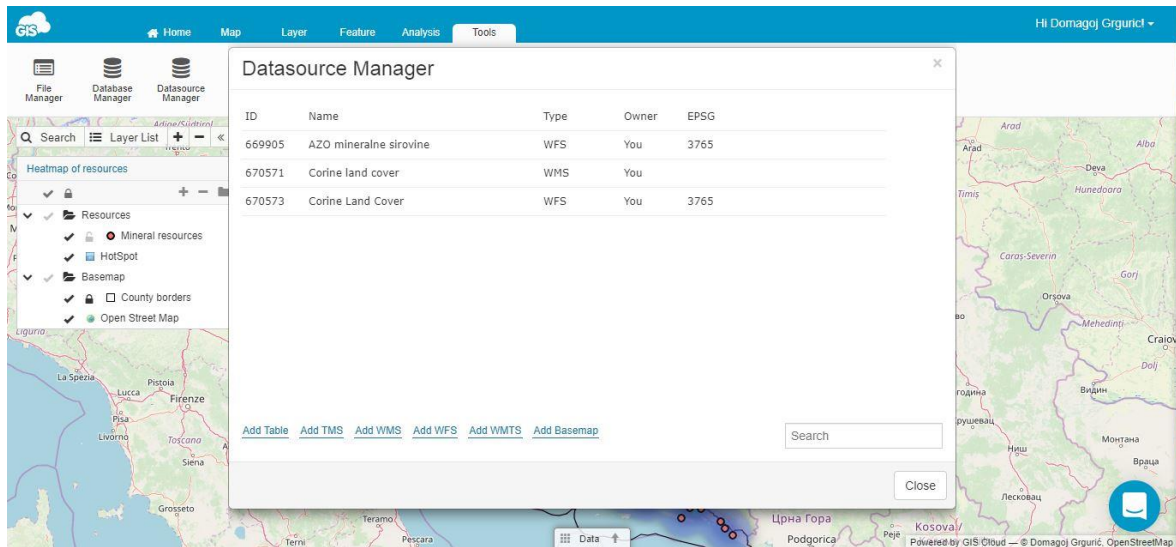 GIS
Home Map Layer Feature Analysis Tools
Hi Domagoj Grguric!
File Manager
Database Manager
Datasource Manager
Search Layer List
Heatmap of resources
Resources
Mineral resources
HotSpot
Basemap
County borders
Open Street Map
Datasource Manager
ID Name Type Owner EPSG
669905 AZO mineralne sirovine WFS You 3765
670571 Corine land cover WMS You
670573 Corine Land Cover WFS You 3765
Add Table Add TMS Add WMS Add WFS Add WMTS Add Basemap
Search
Close
Adige/Südtirol
Trento
Liguria
La Spezia
Lucca
Pistoia
Firenze
Pisa
Livorno
Toscana
Siena
Grosseto
Terni
Teramo
Pescara
Data
Црна Гора
Podgorica
Pejë
Kosova/
Arad
Arad
Alba
Deva
Hunedoara
Timiș
Caraș-Severin
Gorj
Orșova
Mehedinți
Craiov
Dolj
Видин
Монтана
Враца
Ниш
Лесковац
Powered by GIS Cloud — © Domagoj Grgurić, OpenStreetMap